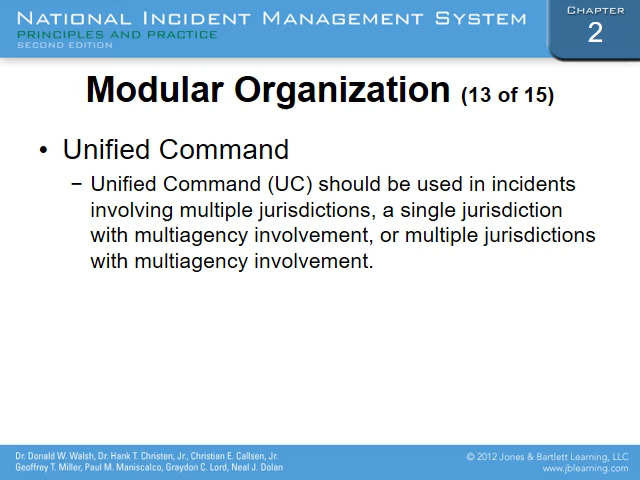 NATIONAL INCIDENT MANAGEMENT SYSTEM
PRINCIPLES AND PRACTICE
SECOND EDITION
CHAPTER
2
Modular Organization (13 of 15)
• Unified Command
– Unified Command (UC) should be used in incidents
involving multiple jurisdictions, a single jurisdiction
with multiagency involvement, or multiple jurisdictions
with multiagency involvement.
Dr. Donald W. Walsh, Dr. Hank T. Christen, Jr., Christian E. Callsen, Jr.
Geoffrey T. Miller, Paul M. Maniscalco, Graydon C. Lord, Neal J. Dolan
© 2012 Jones & Bartlett Learning, LLC
www.jblearning.com